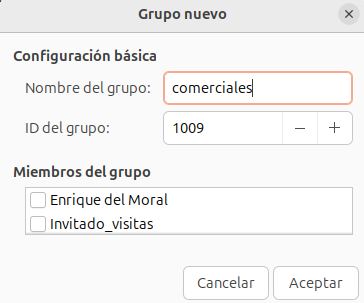 Grupo nuevo
Configuración básica
Nombre del grupo: comerciales
ID del grupo: 1009 − +
Miembros del grupo
Enrique del Moral
Invitado_visitas
Cancelar Aceptar